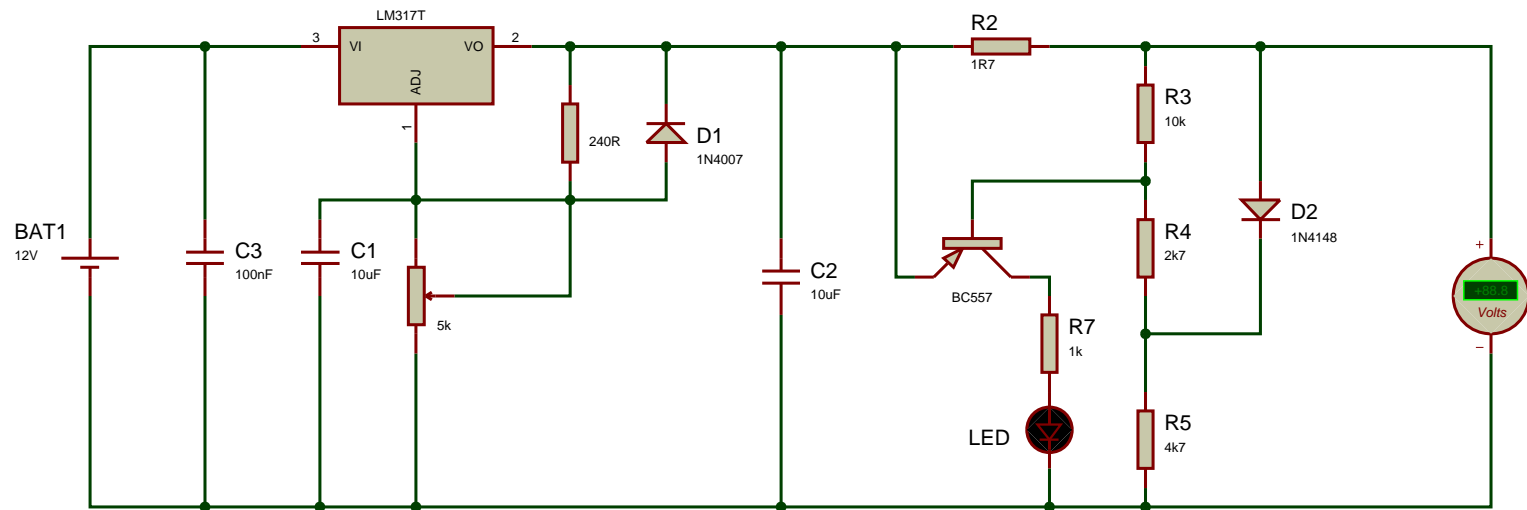 LM317T
3
VI
VO
2
ADJ
1
240R
D1
1N4007
R2
1R7
R3
10k
BAT1
12V
C3
100nF
C1
10uF
5k
C2
10uF
BC557
R4
2k7
D2
1N4148
R7
1k
LED
R5
4k7
+
+88.8
Volts
−